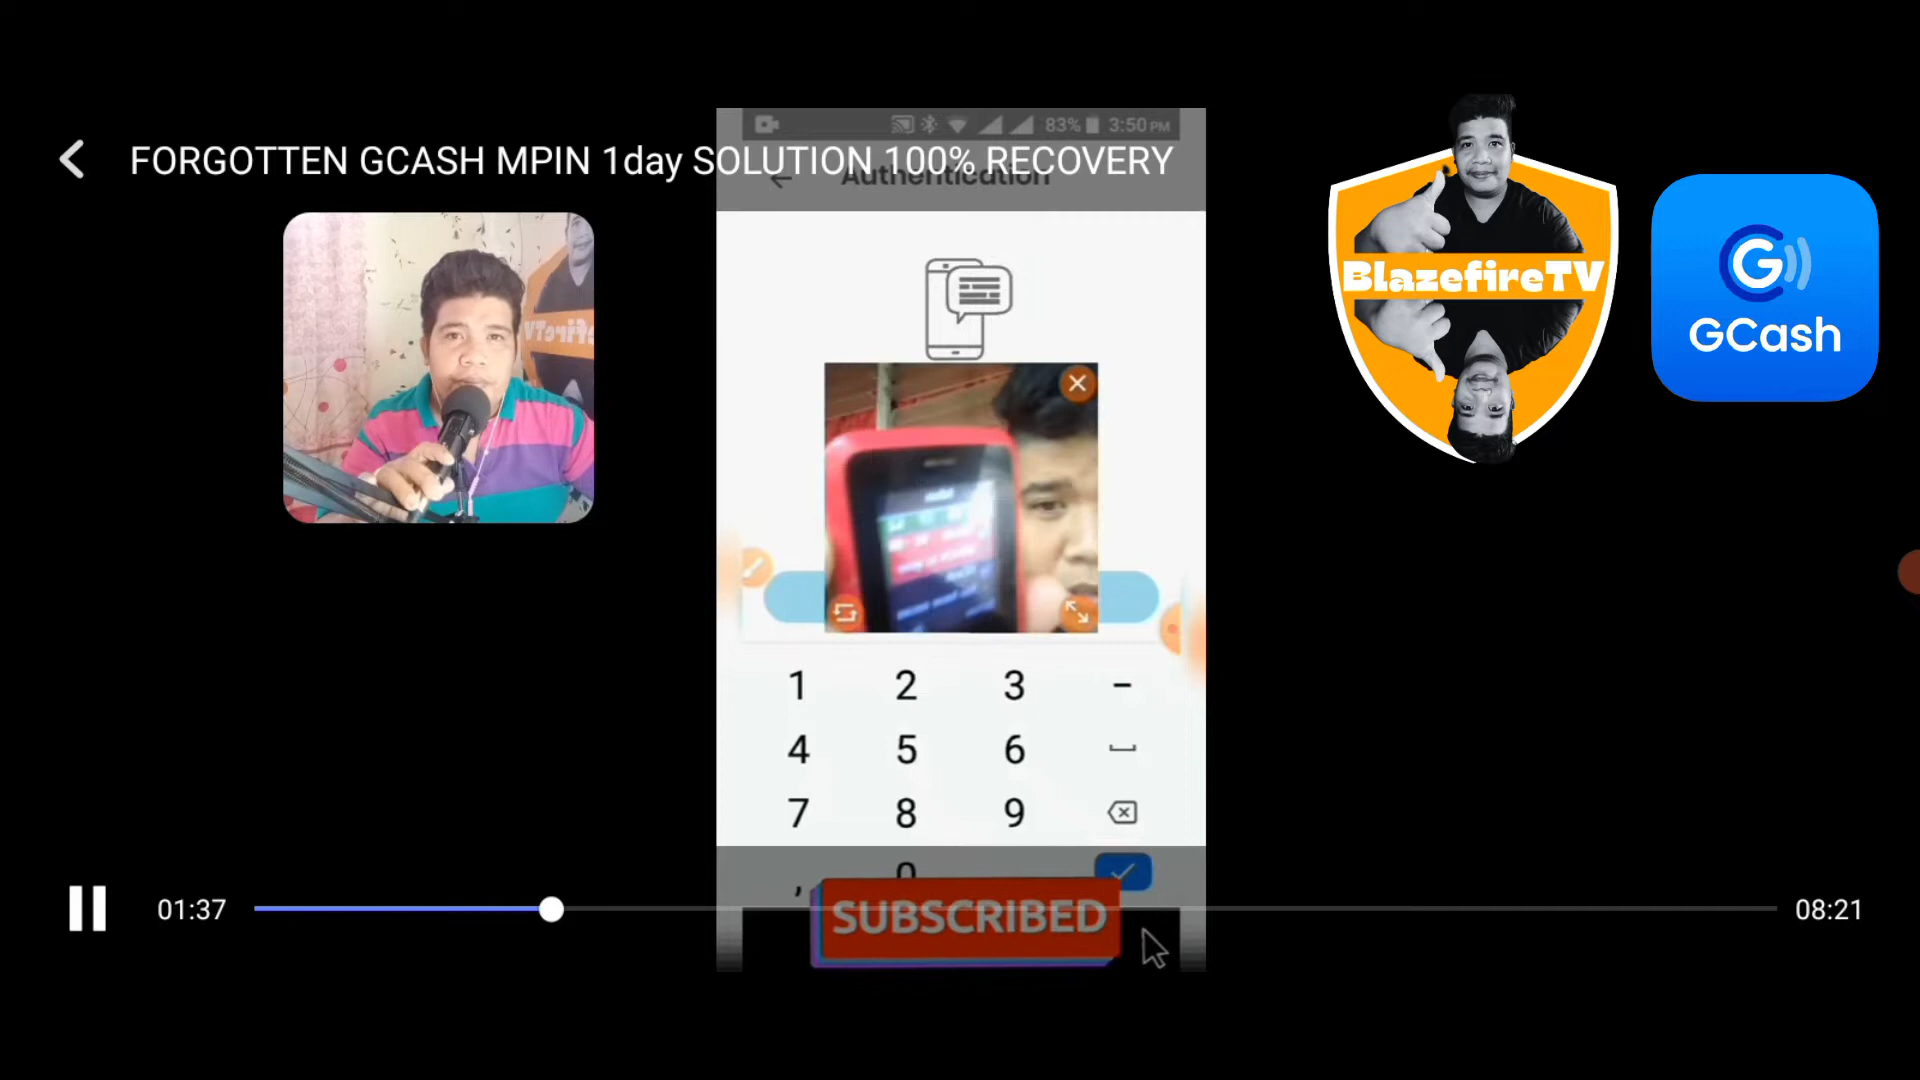 83% 3:50 PM
FORGOTTEN GCASH MPIN 1day SOLUTION 100% RECOVERY
Authentication
BlazefireTV
GCash
1 2 3 -
4 5 6
7 8 9
, 0
SUBSCRIBED
01:37
08:21